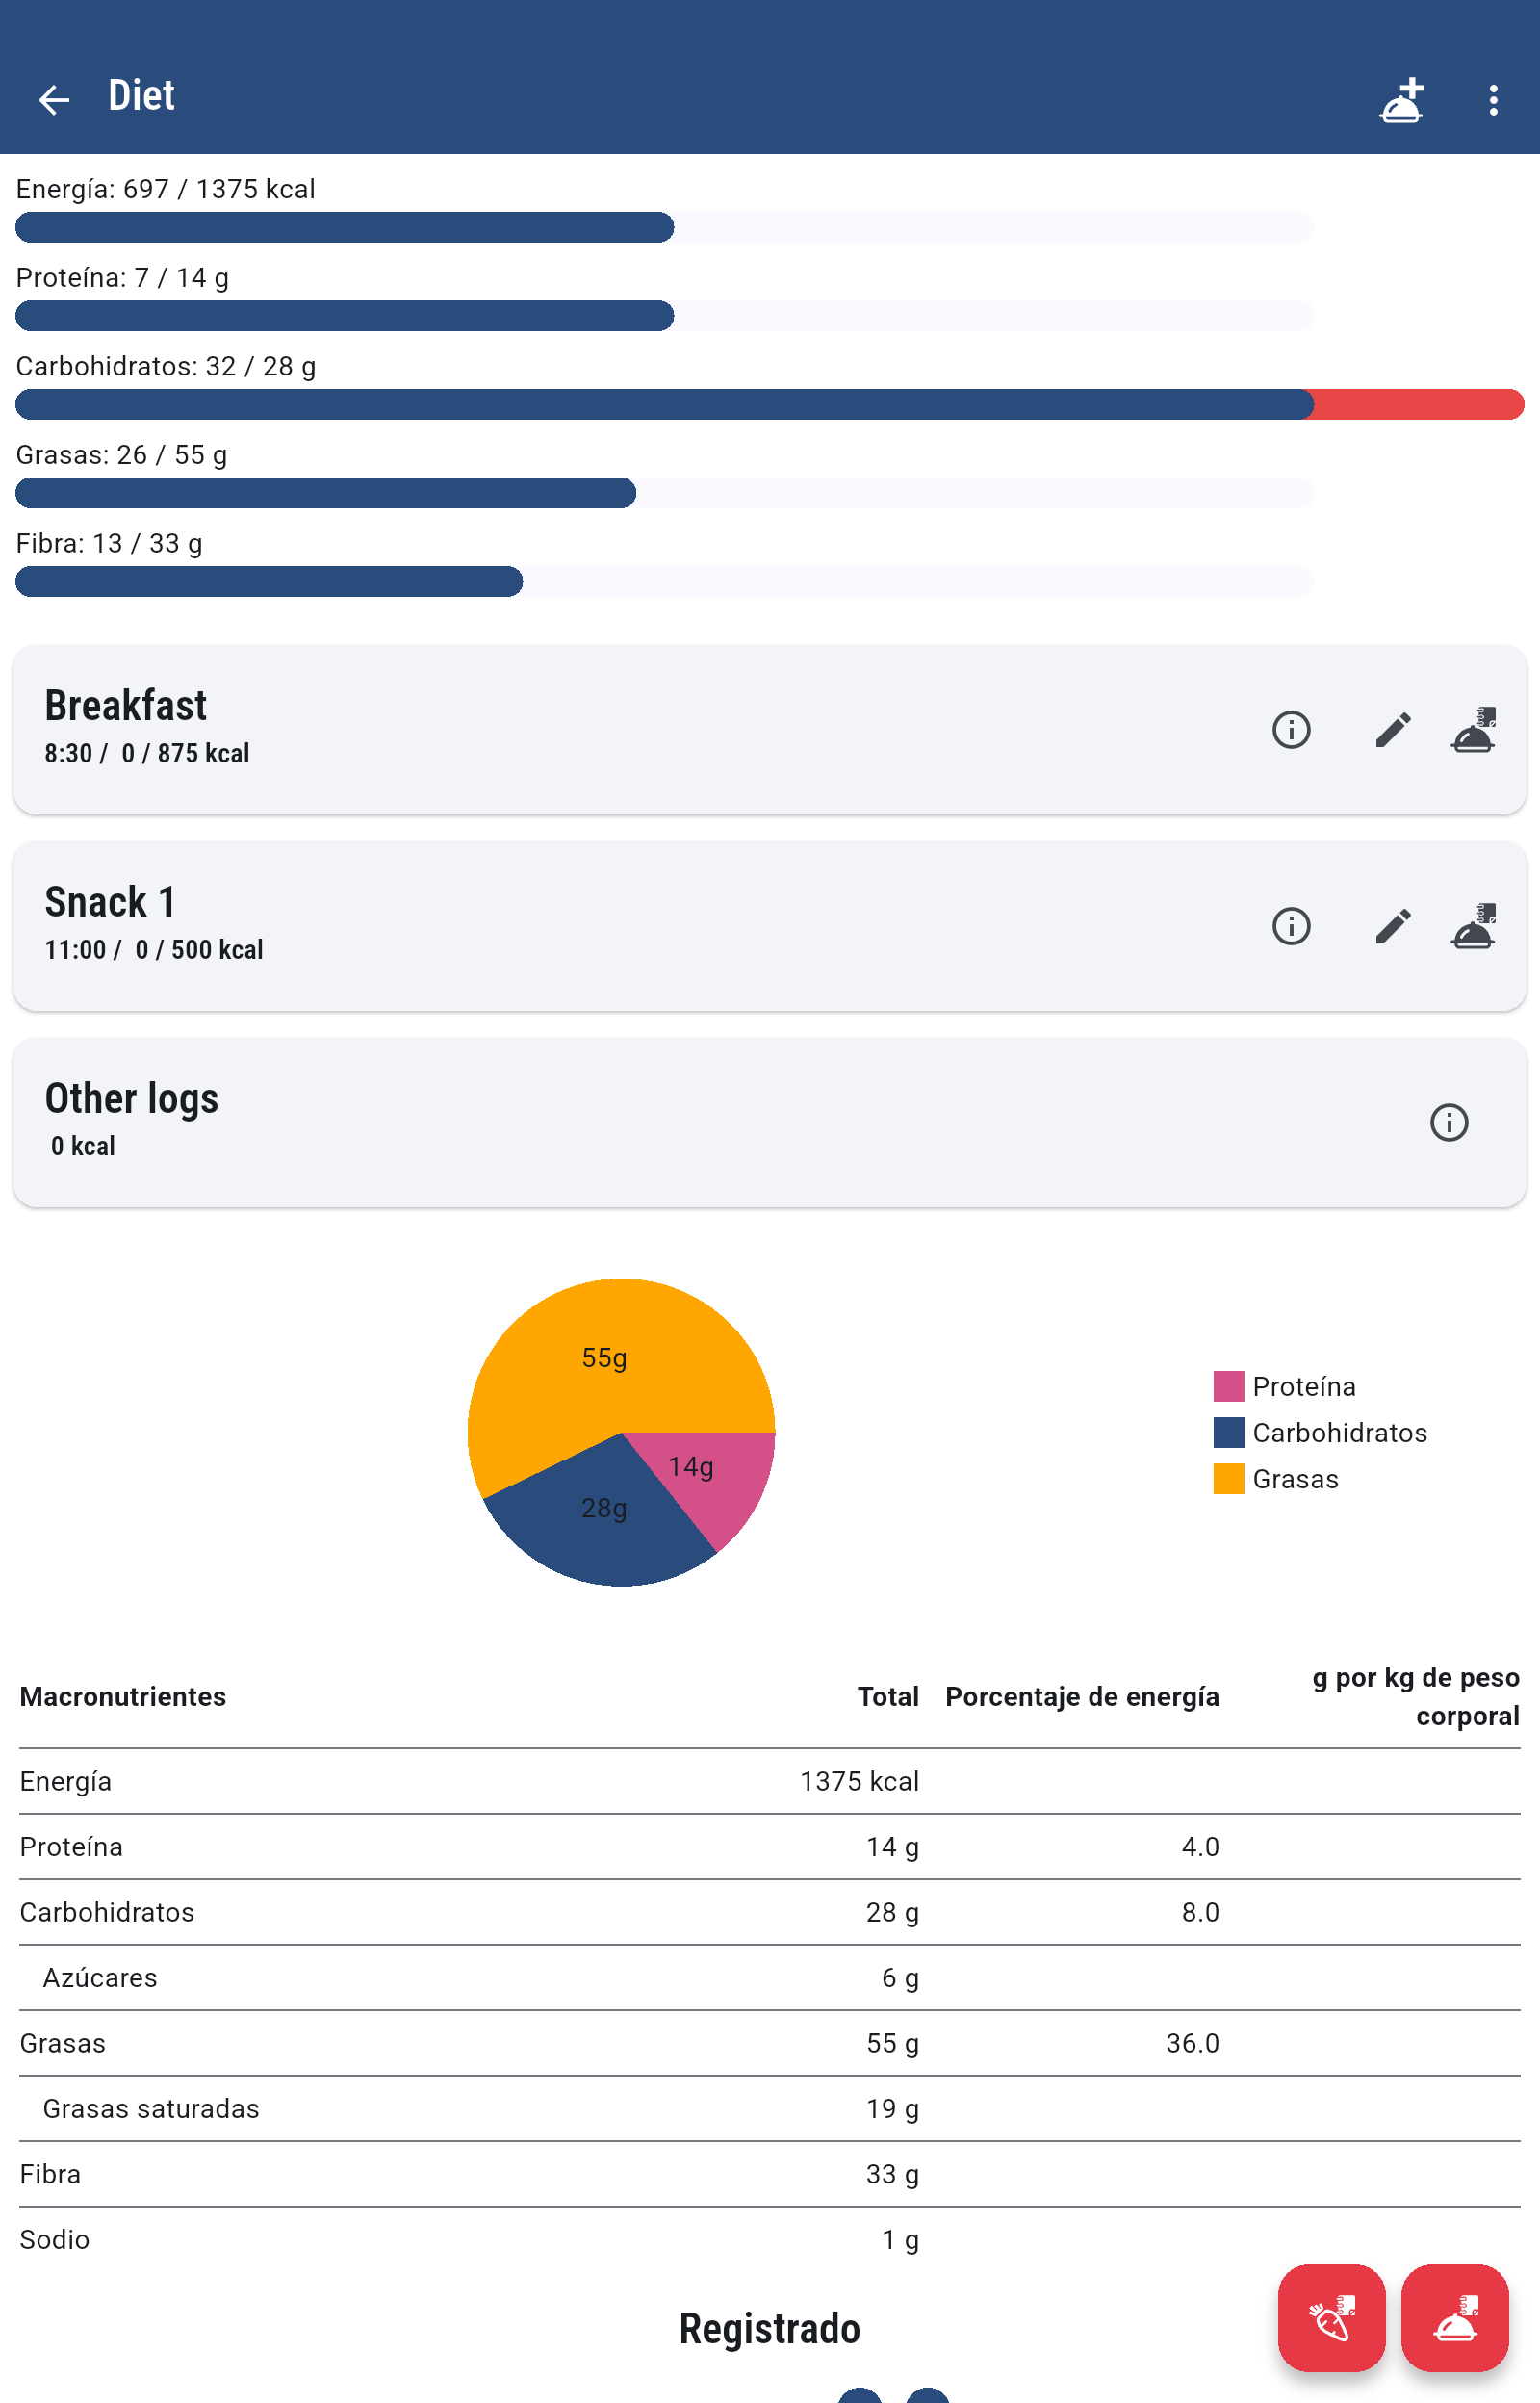 Diet
Energía: 697 / 1375 kcal
Proteína: 7 / 14 g
Carbohidratos: 32 / 28 g
Grasas: 26 / 55 g
Fibra: 13 / 33 g
Breakfast
8:30 / 0 / 875 kcal
Snack 1
11:00 / 0 / 500 kcal
Other logs
0 kcal
55g
14g
28g
Proteína
Carbohidratos
Grasas
Macronutrientes Total Porcentaje de energía g por kg de peso corporal
Energía 1375 kcal
Proteína 14 g 4.0
Carbohidratos 28 g 8.0
Azúcares 6 g
Grasas 55 g 36.0
Grasas saturadas 19 g
Fibra 33 g
Sodio 1 g
Registrado